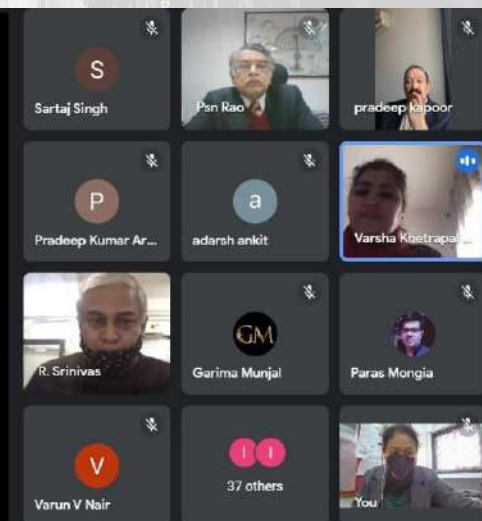 S
Sartaj Singh
Psn Rao
pradeep kapoor
P
Pradeep Kumar Ar...
a
adarsh ankit
Varsha Khetrapal
R. Srinivas
GM
Garima Munjal
Paras Mongia
V
Varun V Nair
I I
37 others
You